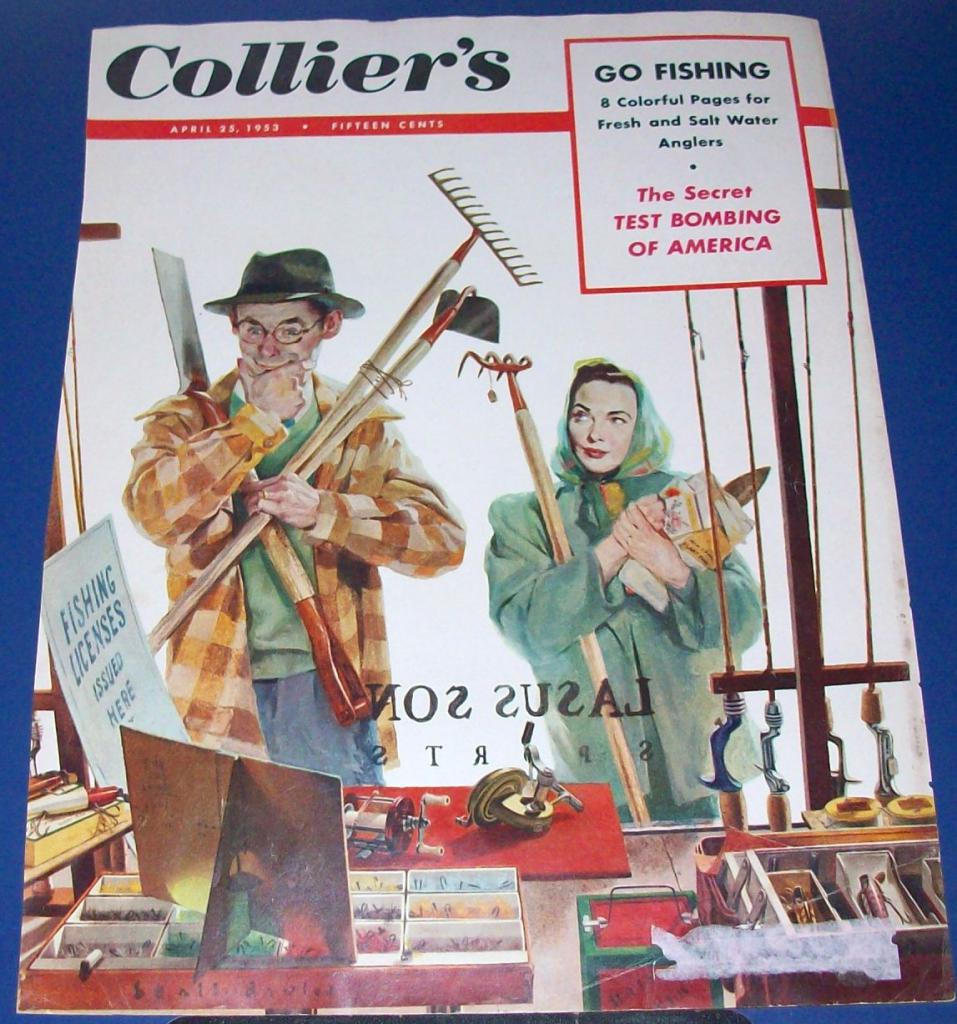 Collier's
APRIL 25, 1953 • FIFTEEN CENTS
GO FISHING
8 Colorful Pages for
Fresh and Salt Water
Anglers
•
The Secret
TEST BOMBING
OF AMERICA
FISHING
LICENSES
ISSUED
HERE
LASUS SON